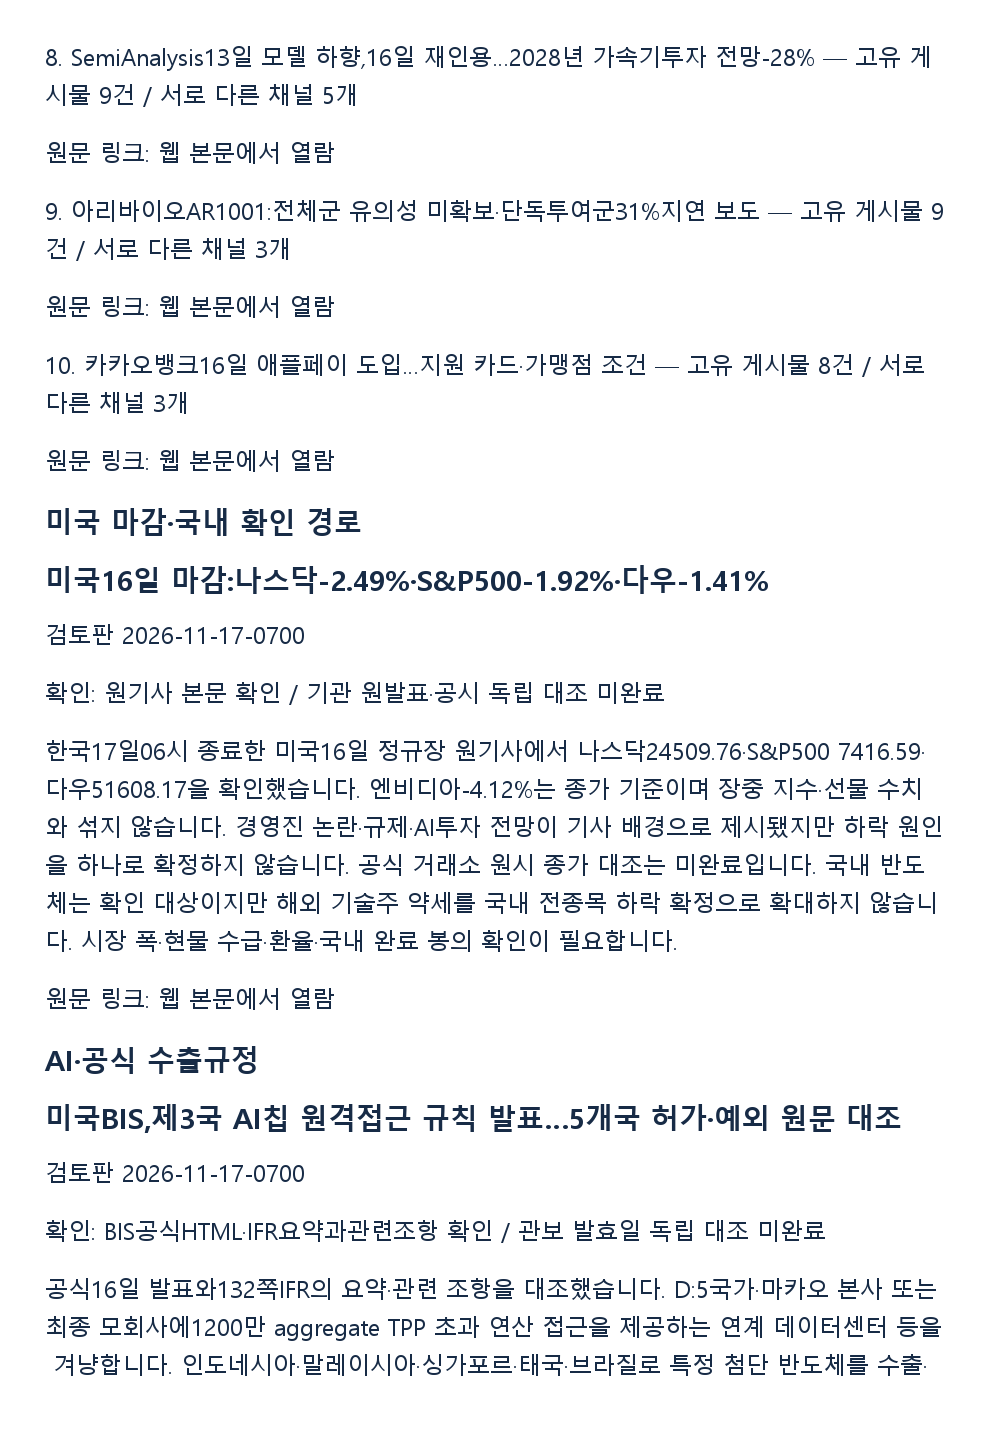 8. SemiAnalysis13일 모델 하향,16일 재인용...2028년 가속기투자 전망-28% — 고유 게
시물 9건 / 서로 다른 채널 5개
원문 링크: 웹 본문에서 열람
9. 아리바이오AR1001:전체군 유의성 미확보·단독투여군31%지연 보도 — 고유 게시물 9
건 / 서로 다른 채널 3개
원문 링크: 웹 본문에서 열람
10. 카카오뱅크16일 애플페이 도입...지원 카드·가맹점 조건 — 고유 게시물 8건 / 서로
다른 채널 3개
원문 링크: 웹 본문에서 열람
미국 마감·국내 확인 경로
미국16일 마감:나스닥-2.49%·S&P500-1.92%·다우-1.41%
검토판 2026-11-17-0700
확인: 원기사 본문 확인 / 기관 원발표·공시 독립 대조 미완료
한국17일06시 종료한 미국16일 정규장 원기사에서 나스닥24509.76·S&P500 7416.59·
다우51608.17을 확인했습니다. 엔비디아-4.12%는 종가 기준이며 장중 지수·선물 수치
와 섞지 않습니다. 경영진 논란·규제·AI투자 전망이 기사 배경으로 제시됐지만 하락 원인
을 하나로 확정하지 않습니다. 공식 거래소 원시 종가 대조는 미완료입니다. 국내 반도
체는 확인 대상이지만 해외 기술주 약세를 국내 전종목 하락 확정으로 확대하지 않습니
다. 시장 폭·현물 수급·환율·국내 완료 봉의 확인이 필요합니다.
원문 링크: 웹 본문에서 열람
AI·공식 수출규정
미국BIS,제3국 AI칩 원격접근 규칙 발표...5개국 허가·예외 원문 대조
검토판 2026-11-17-0700
확인: BIS공식HTML·IFR요약과관련조항 확인 / 관보 발효일 독립 대조 미완료
공식16일 발표와132쪽IFR의 요약·관련 조항을 대조했습니다. D:5국가·마카오 본사 또는
최종 모회사에1200만 aggregate TPP 초과 연산 접근을 제공하는 연계 데이터센터 등을
겨냥합니다. 인도네시아·말레이시아·싱가포르·태국·브라질로 특정 첨단 반도체를 수출·